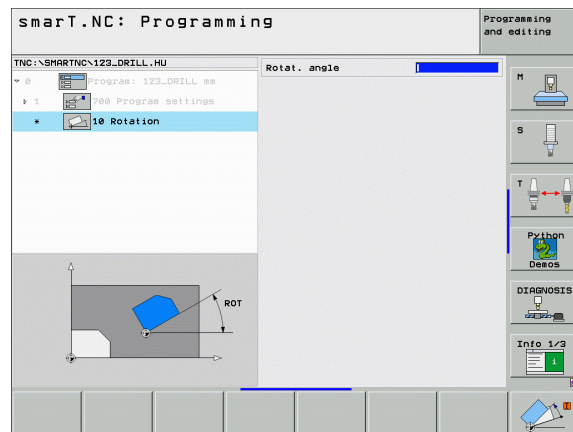 smarT.NC: Programming
Programming
and editing
TNC:\SMARTNC\123_DRILL.HU
0 Program: 123_DRILL mm
1 700 Program settings
* 10 Rotation
Rotat. angle
ROT
M
S
T
Python
Demos
DIAGNOSIS
Info 1/3
i